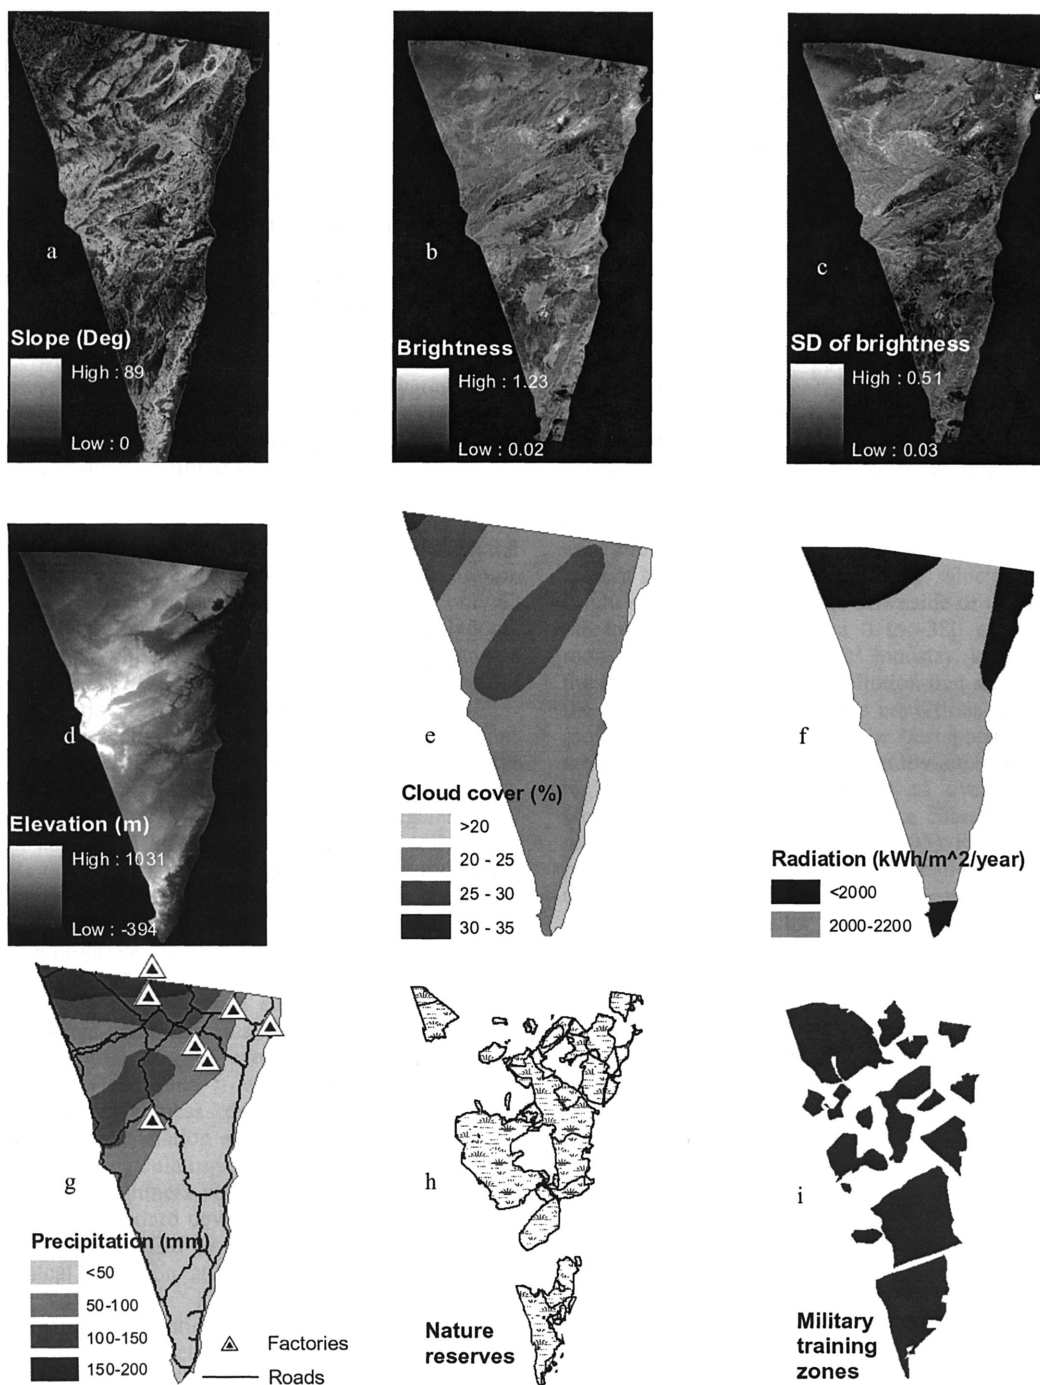 a
Slope (Deg)
High : 89
Low : 0
b
Brightness
High : 1.23
Low : 0.02
c
SD of brightness
High : 0.51
Low : 0.03
d
Elevation (m)
High : 1031
Low : -394
e
Cloud cover (%)
>20
20 - 25
25 - 30
30 - 35
f
Radiation (kWh/m^2/year)
<2000
2000-2200
g
Precipitation (mm)
<50
50-100
100-150
150-200
Factories
Roads
h
Nature
reserves
i
Military
training
zones